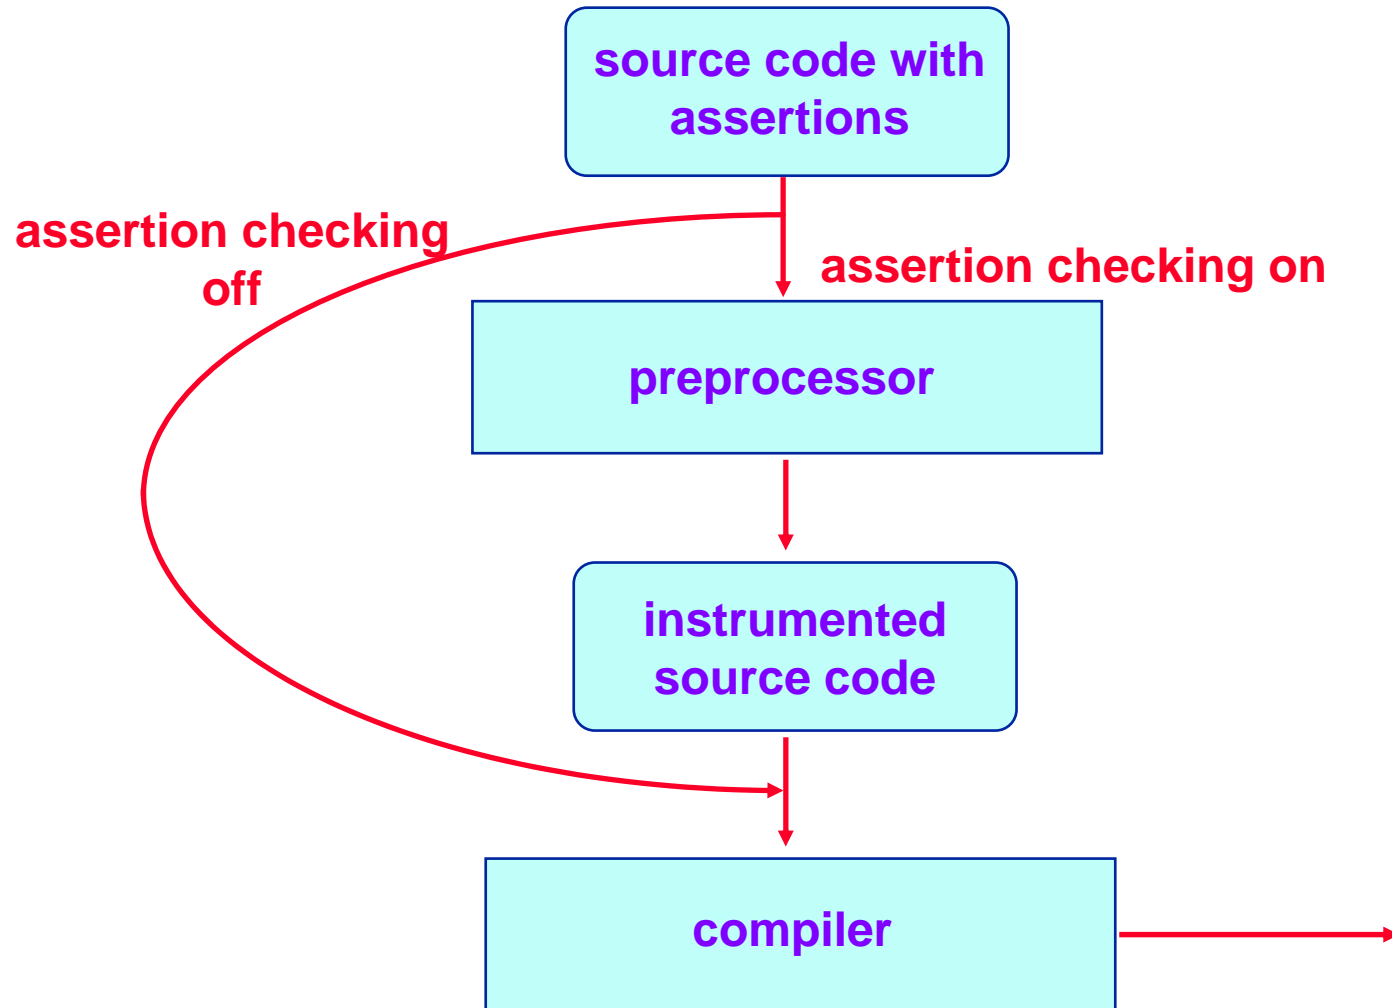 source code with
assertions
assertion checking
off
assertion checking on
preprocessor
instrumented
source code
compiler